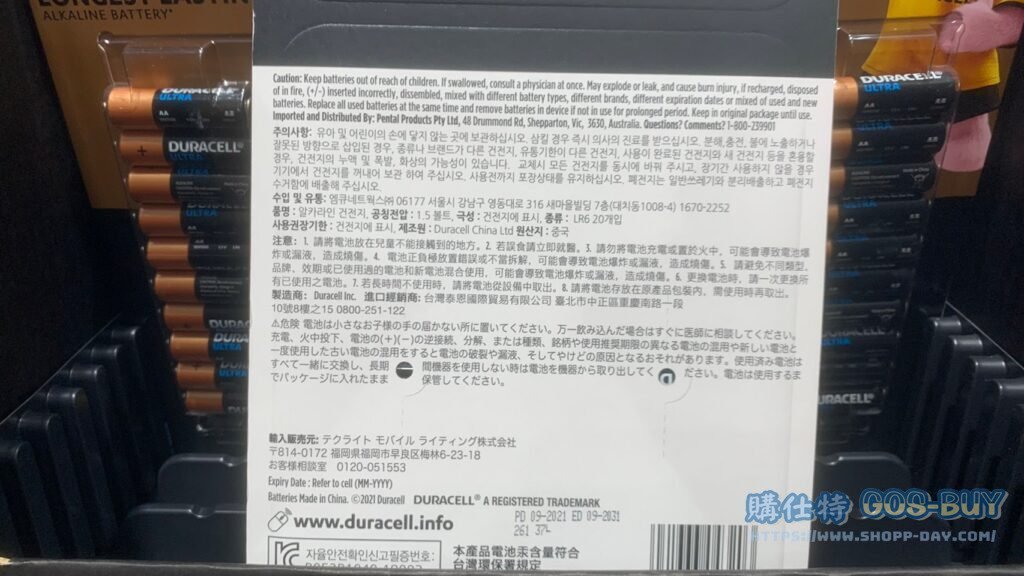 ALKALINE BATTERY*
Caution: Keep batteries out of reach of children. If swallowed, consult a physician at once. May explode or leak, and cause burn injury, if recharged, disposed
of in fire, (+/-) inserted incorrectly, dissembled, mixed with different battery types, different brands, different expiration dates or mixed of used and new
batteries. Replace all used batteries at the same time and remove batteries in device if not in use for prolonged period. Keep in original package until use.
Imported and Distributed By: Pental Products Pty Ltd, 48 Drummond Rd, Shepparton, Vic, 3630, Australia. Questions? Comments? 1-800-239901
주의사항: 유아 및 어린이의 손에 닿지 않는 곳에 보관하십시오. 삼킬 경우 즉시 의사의 진료를 받으십시오. 분해,충전, 불에 노출하거나
잘못된 방향으로 삽입된 경우, 종류나 브랜드가 다른 건전지, 유통기한이 다른 건전지, 사용이 완료된 건전지와 새 건전지 등을 혼용할
경우, 건전지의 누액 및 폭발, 화상의 가능성이 있습니다. 교체시 모든 건전지를 동시에 바꿔 주시고, 장기간 사용하지 않을 경우
기기에서 건전지를 꺼내어 보관 하여 주십시오. 사용전까지 포장상태를 유지하십시오. 폐건전지는 일반쓰레기와 분리배출하고 폐건전지
수거함에 배출해 주십시오.
수입 및 유통: 엠큐네트웍스㈜ 06177 서울시 강남구 영동대로 316 새마을빌딩 7층(대치동1008-4) 1670-2252
품명: 알카라인 건전지, 공칭전압: 1.5 볼트, 극성: 건전지에 표시, 종류: LR6 20개입
사용권장기한: 건전지에 표시, 제조원: Duracell China Ltd 원산지: 중국
注意: 1. 請將電池放在兒童不能接觸到的地方。2. 若誤食請立即就醫。3. 請勿將電池充電或置於火中，可能會導致電池爆
炸或漏液，造成燒傷。4. 電池正負極放置錯誤或不當拆解，可能會導致電池爆炸或漏液，造成燒傷。5. 請避免不同類型,
品牌、效期或已使用過的電池和新電池混合使用，可能會導致電池爆炸或漏液，造成燒傷。6. 更換電池時，請一次更換所
有已使用之電池。7. 若長時間不使用時，請將電池從設備中取出。8. 請將電池存放在原產品包裝內，需使用時再取出。
製造商: Duracell Inc. 進口經銷商: 台灣泰恩國際貿易有限公司 臺北市中正區重慶南路一段
10號8樓之15 0800-251-122
⚠危険 電池は小さなお子様の手の届かない所に置いてください。万一飲み込んだ場合はすぐに医師に相談してください。
充電、火中投下、電池の(+)(−)の逆接続、分解、または種類、銘柄や使用推奨期限の異なる電池の混用や新しい電池と
一度使用した古い電池の混用をすると電池の破裂や漏液、そしてやけどの原因となるおそれがあります。使用済み電池は
すべて一緒に交換し、長期 間機器を使用しない時は電池を機器から取り出してく ださい。電池は使用するま
でパッケージに入れたまま 保管してください。
輸入販売元: テクライト モバイル ライティング株式会社
〒814-0172 福岡県福岡市早良区梅林6-23-18
お客様相談室 0120-051553
Expiry Date : Refer to cell (MM-YYYY)
Batteries Made in China. ©2021 Duracell DURACELL® A REGISTERED TRADEMARK
www.duracell.info
PD 09-2021 ED 09-2031
261 37L
자율안전확인신고필증번호:
本產品電池汞含量符合
台灣環保署規定
DURACELL
ULTRA
AA
DURACELL
ULTRA
DURACELL
ULTRA
購仕特 GOS-BUY
HTTPS://WWW.SHOPP-DAY.COM/